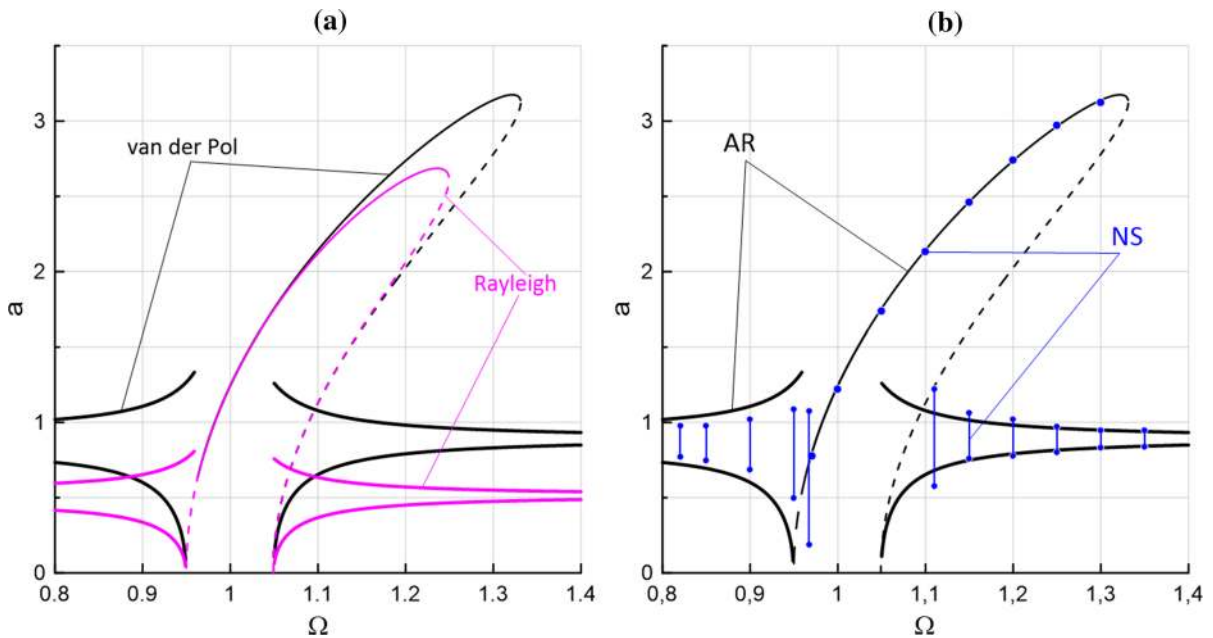 (a)
3
2
1
0
a
van der Pol
Rayleigh
0.8 0.9 1 1.1 1.2 1.3 1.4
Ω
(b)
3
2
1
0
a
AR
NS
0,8 0,9 1 1,1 1,2 1,3 1,4
Ω